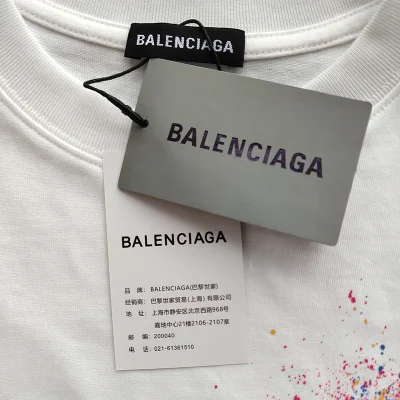 BALENCIAGA
BALENCIAGA
BALENCIAGA
品 牌: BALENCIAGA(巴黎世家)
经销商: 巴黎世家贸易(上海)有限公司
地 址: 上海市静安区北京西路968号
嘉地中心21楼2106-2107室
邮 编: 200040
电 话: 021-61361510